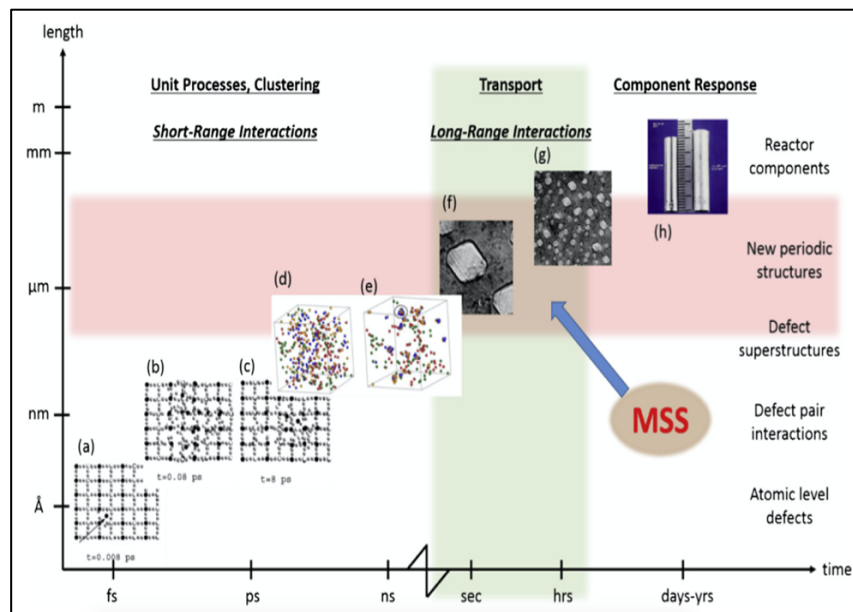 length
Unit Processes, Clustering
Transport
Component Response
m
Short-Range Interactions
Long-Range Interactions
mm
Reactor
components
(g)
(f)
(h)
New periodic
structures
(d)
(e)
µm
Defect
superstructures
(b)
(c)
nm
MSS
Defect pair
interactions
(a)
t=0.08 ps
t=8 ps
Å
Atomic level
defects
t=0.008 ps
time
fs
ps
ns
sec
hrs
days-yrs